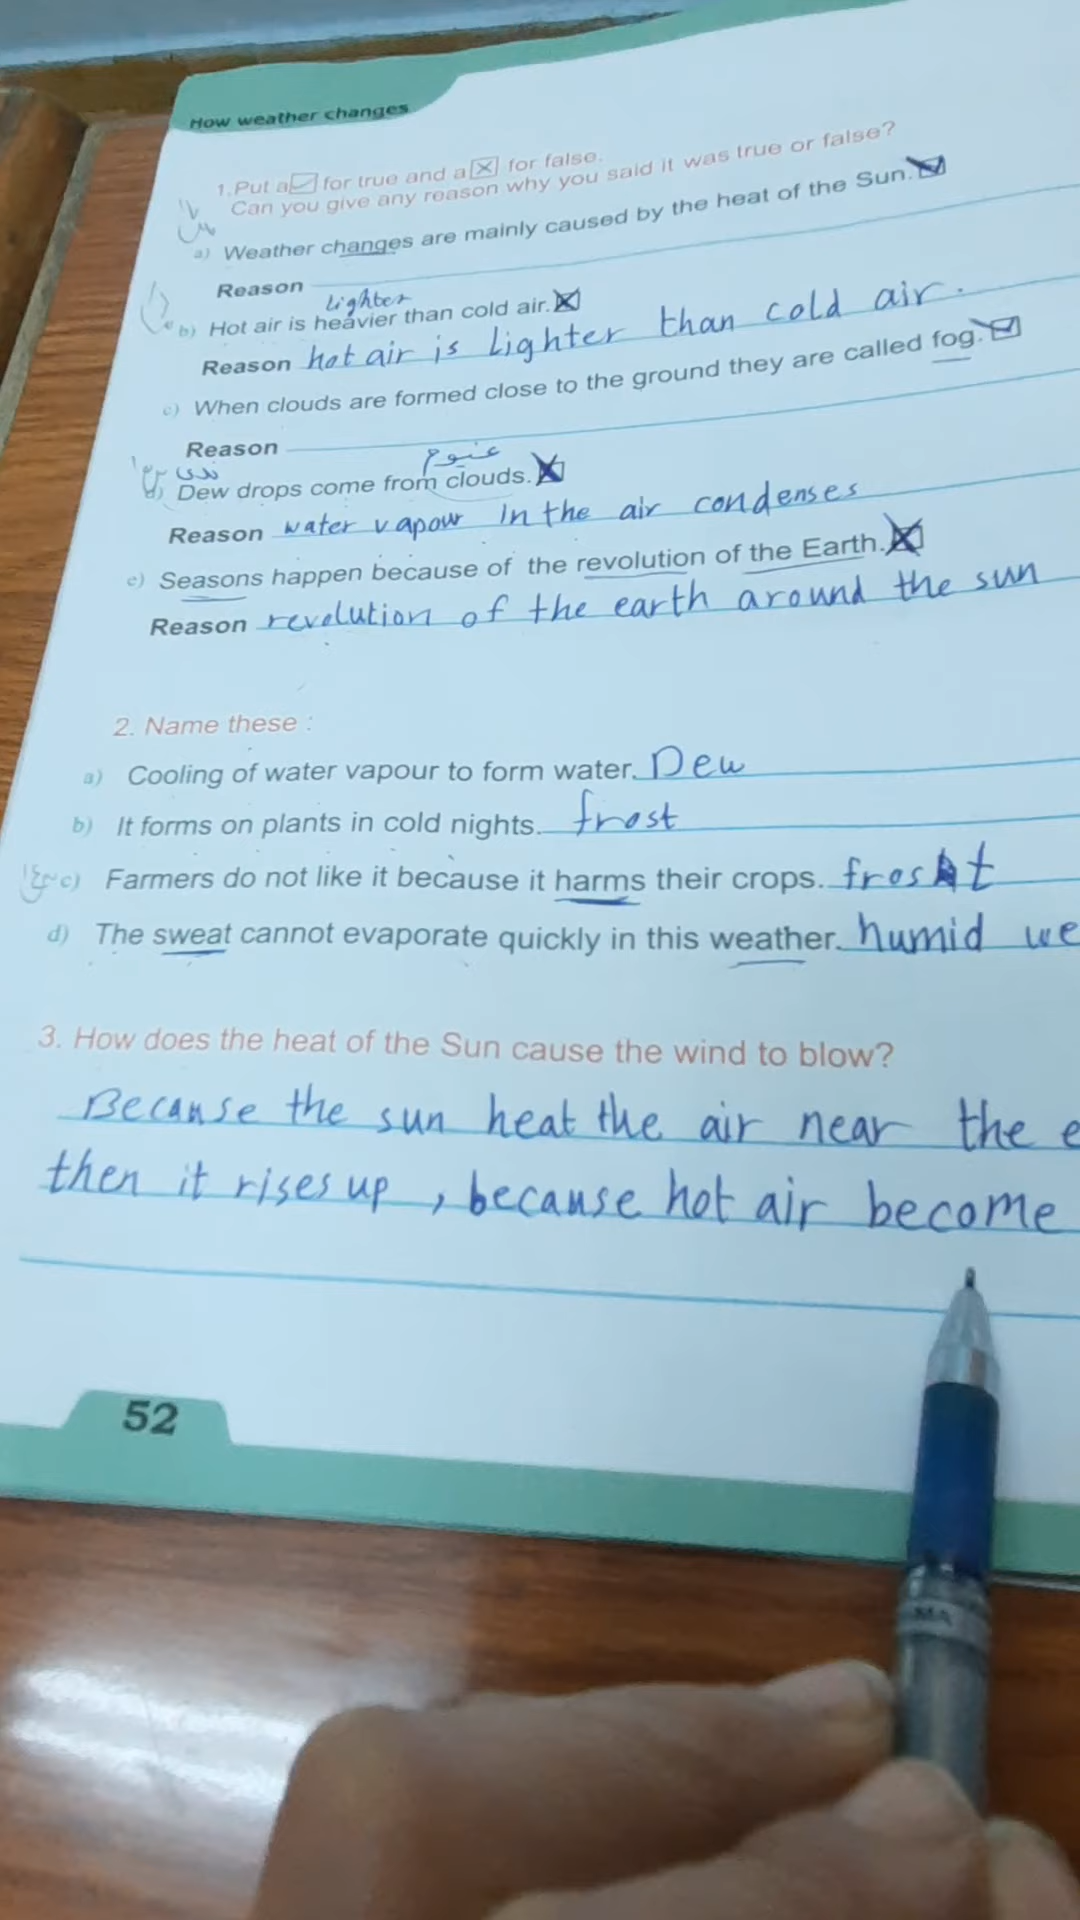 How weather changes
1. Put a ☑ for true and a ☒ for false.
Can you give any reason why you said it was true or false?
a) Weather changes are mainly caused by the heat of the Sun.
Reason
lighter
b) Hot air is heavier than cold air.
Reason hot air is lighter than cold air.
c) When clouds are formed close to the ground they are called fog.
Reason
غيوم
ندى
d) Dew drops come from clouds.
Reason water vapour in the air condenses
e) Seasons happen because of the revolution of the Earth.
Reason revolution of the earth around the sun
2. Name these :
a) Cooling of water vapour to form water. Dew
b) It forms on plants in cold nights. frost
c) Farmers do not like it because it harms their crops. frost
d) The sweat cannot evaporate quickly in this weather. humid we
3. How does the heat of the Sun cause the wind to blow?
Because the sun heat the air near the e
then it rises up, because hot air become
52